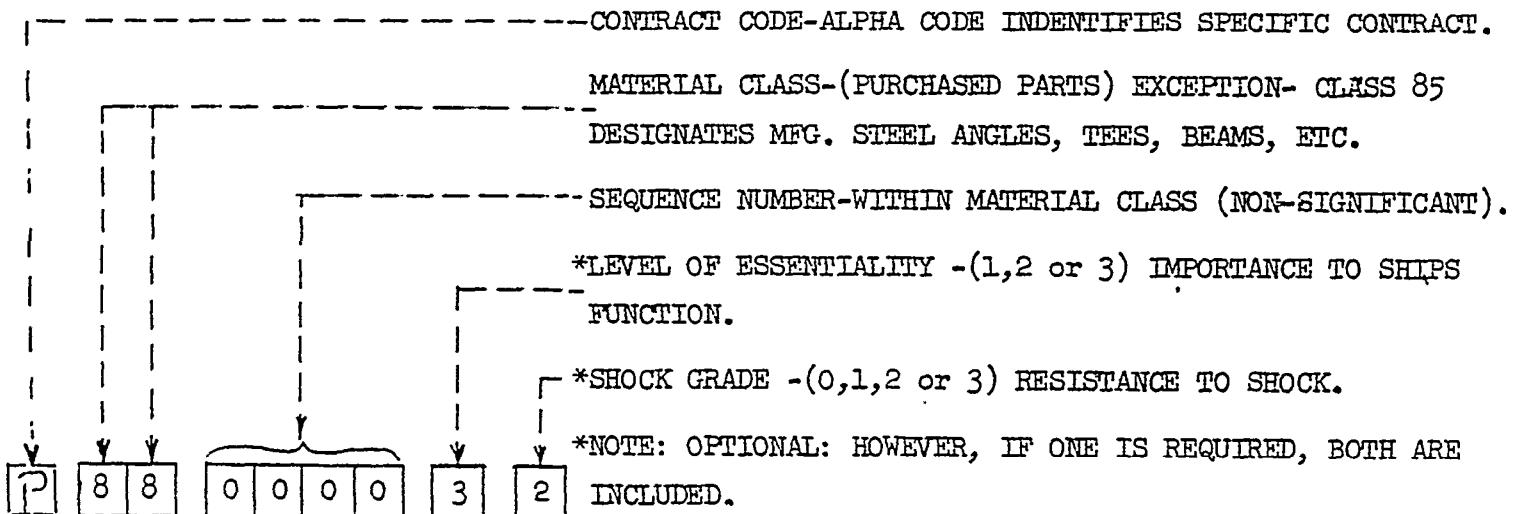 CONTRACT CODE-ALPHA CODE INDENTIFIES SPECIFIC CONTRACT.
MATERIAL CLASS-(PURCHASED PARTS) EXCEPTION- CLASS 85
DESIGNATES MFG. STEEL ANGLES, TEES, BEAMS, ETC.
SEQUENCE NUMBER-WITHIN MATERIAL CLASS (NON-SIGNIFICANT).
*LEVEL OF ESSENTIALITY -(1,2 or 3) IMPORTANCE TO SHIPS
FUNCTION.
*SHOCK GRADE -(0,1,2 or 3) RESISTANCE TO SHOCK.
*NOTE: OPTIONAL: HOWEVER, IF ONE IS REQUIRED, BOTH ARE
INCLUDED.
P 8 8 0 0 0 0 3 2